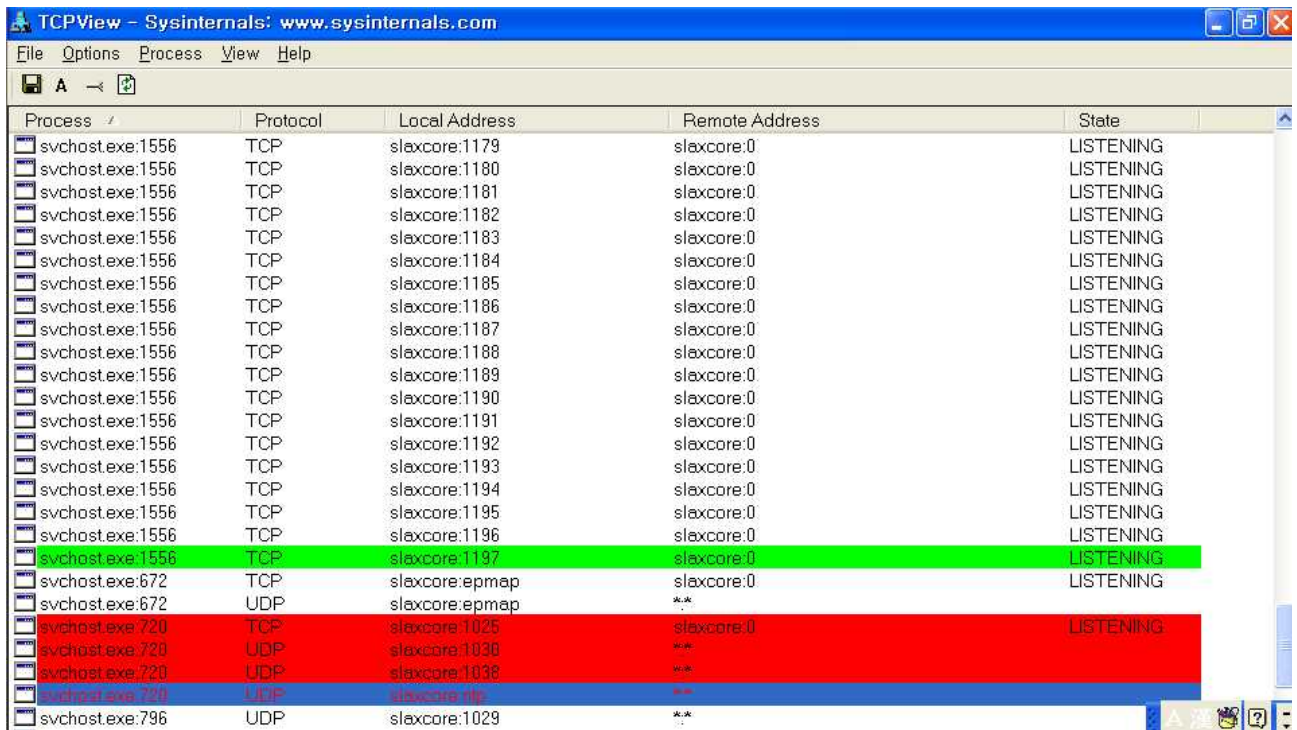 TCPView - Sysinternals: www.sysinternals.com
File Options Process View Help
A
Process / Protocol Local Address Remote Address State
svchost.exe:1556 TCP slaxcore:1179 slaxcore:0 LISTENING
svchost.exe:1556 TCP slaxcore:1180 slaxcore:0 LISTENING
svchost.exe:1556 TCP slaxcore:1181 slaxcore:0 LISTENING
svchost.exe:1556 TCP slaxcore:1182 slaxcore:0 LISTENING
svchost.exe:1556 TCP slaxcore:1183 slaxcore:0 LISTENING
svchost.exe:1556 TCP slaxcore:1184 slaxcore:0 LISTENING
svchost.exe:1556 TCP slaxcore:1185 slaxcore:0 LISTENING
svchost.exe:1556 TCP slaxcore:1186 slaxcore:0 LISTENING
svchost.exe:1556 TCP slaxcore:1187 slaxcore:0 LISTENING
svchost.exe:1556 TCP slaxcore:1188 slaxcore:0 LISTENING
svchost.exe:1556 TCP slaxcore:1189 slaxcore:0 LISTENING
svchost.exe:1556 TCP slaxcore:1190 slaxcore:0 LISTENING
svchost.exe:1556 TCP slaxcore:1191 slaxcore:0 LISTENING
svchost.exe:1556 TCP slaxcore:1192 slaxcore:0 LISTENING
svchost.exe:1556 TCP slaxcore:1193 slaxcore:0 LISTENING
svchost.exe:1556 TCP slaxcore:1194 slaxcore:0 LISTENING
svchost.exe:1556 TCP slaxcore:1195 slaxcore:0 LISTENING
svchost.exe:1556 TCP slaxcore:1196 slaxcore:0 LISTENING
svchost.exe:1556 TCP slaxcore:1197 slaxcore:0 LISTENING
svchost.exe:672 TCP slaxcore:epmap slaxcore:0 LISTENING
svchost.exe:672 UDP slaxcore:epmap *:*
svchost.exe:720 TCP slaxcore:1025 slaxcore:0 LISTENING
svchost.exe:720 UDP *:*
svchost.exe:720 UDP slaxcore:1038 *:*
svchost.exe:720 UDP slaxcore:ntp *:*
svchost.exe:796 UDP slaxcore:1029 *:*
A 漢